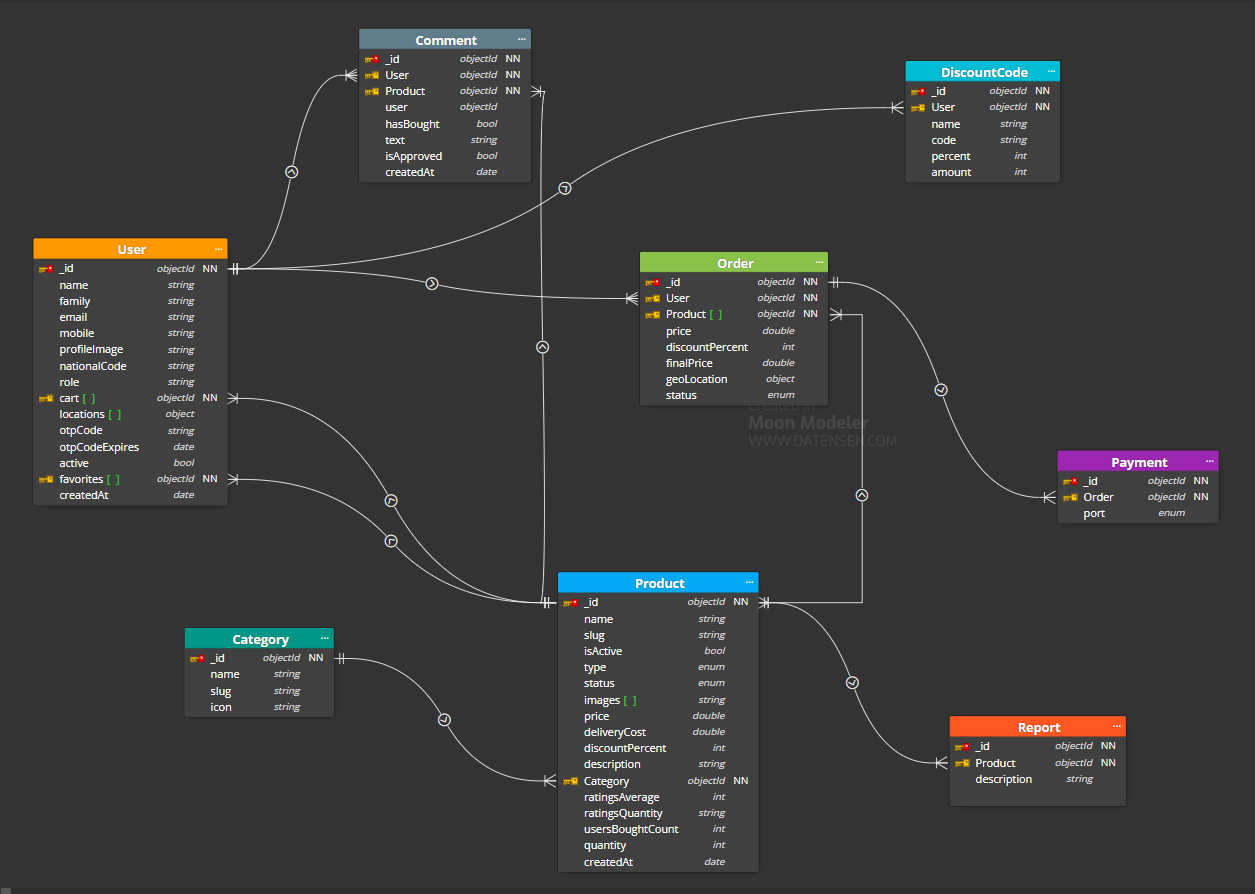 Comment ...
_id objectId NN
User objectId NN
Product objectId NN
user objectId
hasBought bool
text string
isApproved bool
createdAt date
DiscountCode ...
_id objectId NN
User objectId NN
name string
code string
percent int
amount int
User ...
_id objectId NN
name string
family string
email string
mobile string
profileImage string
nationalCode string
role string
cart [ ] objectId NN
locations [ ] object
otpCode string
otpCodeExpires date
active bool
favorites [ ] objectId NN
createdAt date
Order ...
_id objectId NN
User objectId NN
Product [ ] objectId NN
price double
discountPercent int
finalPrice double
geoLocation object
status enum
created in
Moon Modeler
WWW.DATENSEN.COM
Payment ...
_id objectId NN
Order objectId NN
port enum
Product ...
_id objectId NN
name string
slug string
isActive bool
type enum
status enum
images [ ] string
price double
deliveryCost double
discountPercent int
description string
Category objectId NN
ratingsAverage int
ratingsQuantity string
usersBoughtCount int
quantity int
createdAt date
Category ...
_id objectId NN
name string
slug string
icon string
Report ...
_id objectId NN
Product objectId NN
description string